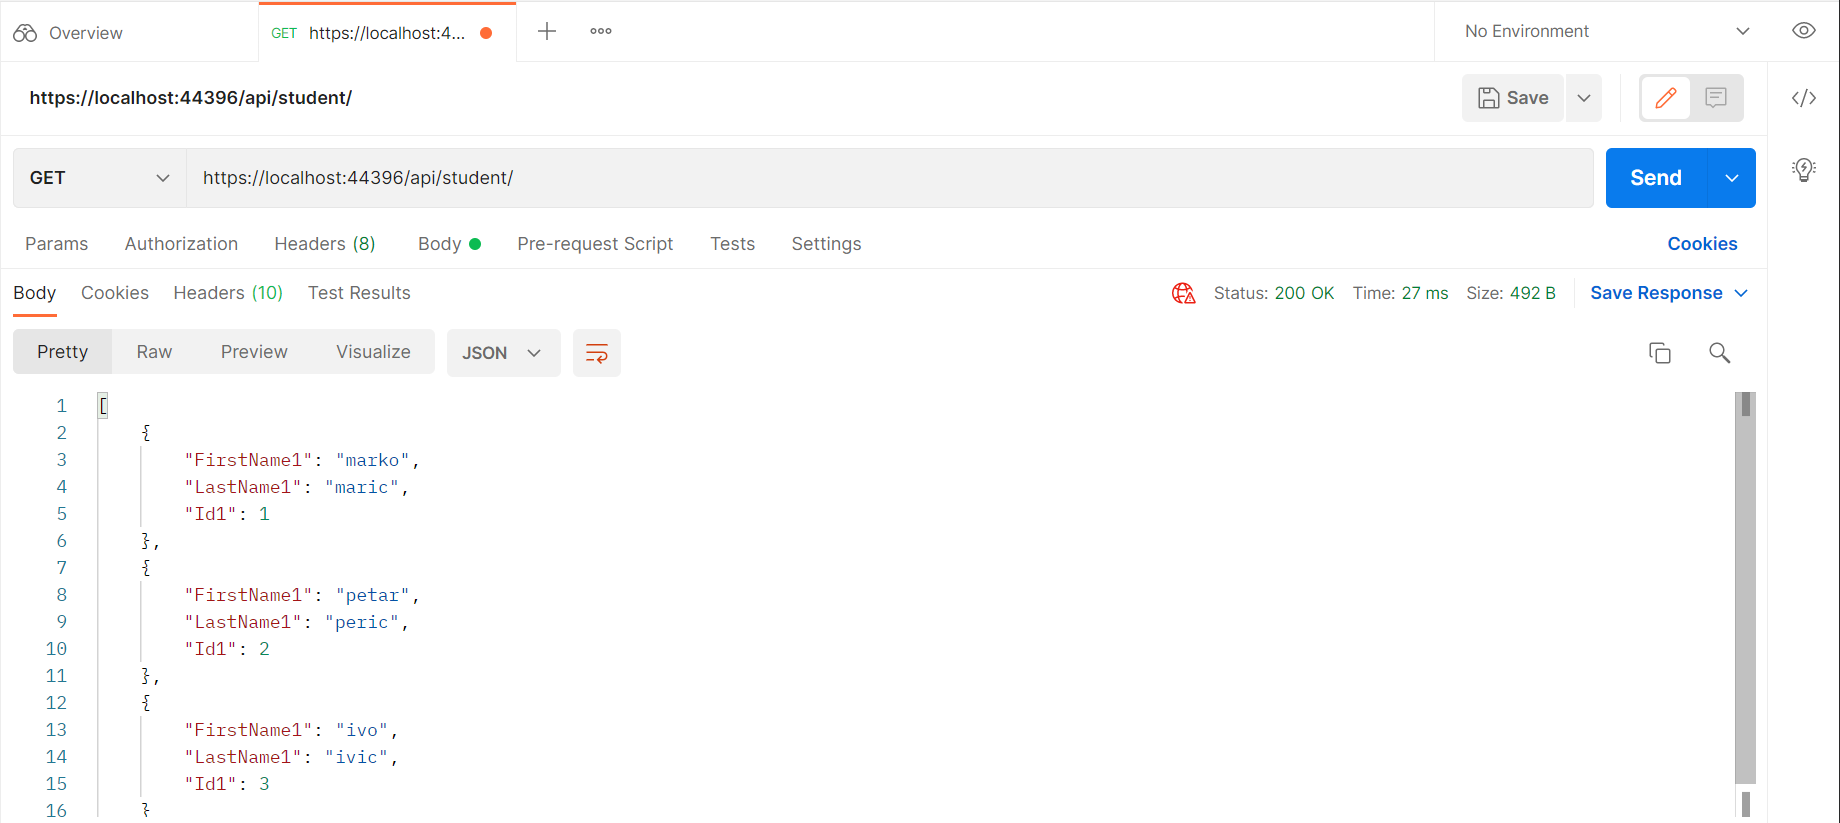 Overview
GET https://localhost:4...
No Environment
https://localhost:44396/api/student/
Save
GET https://localhost:44396/api/student/
Send
Params Authorization Headers (8) Body Pre-request Script Tests Settings Cookies
Body Cookies Headers (10) Test Results Status: 200 OK Time: 27 ms Size: 492 B Save Response
Pretty Raw Preview Visualize JSON
1 [
2 {
3 "FirstName1": "marko",
4 "LastName1": "maric",
5 "Id1": 1
6 },
7 {
8 "FirstName1": "petar",
9 "LastName1": "peric",
10 "Id1": 2
11 },
12 {
13 "FirstName1": "ivo",
14 "LastName1": "ivic",
15 "Id1": 3
16 }